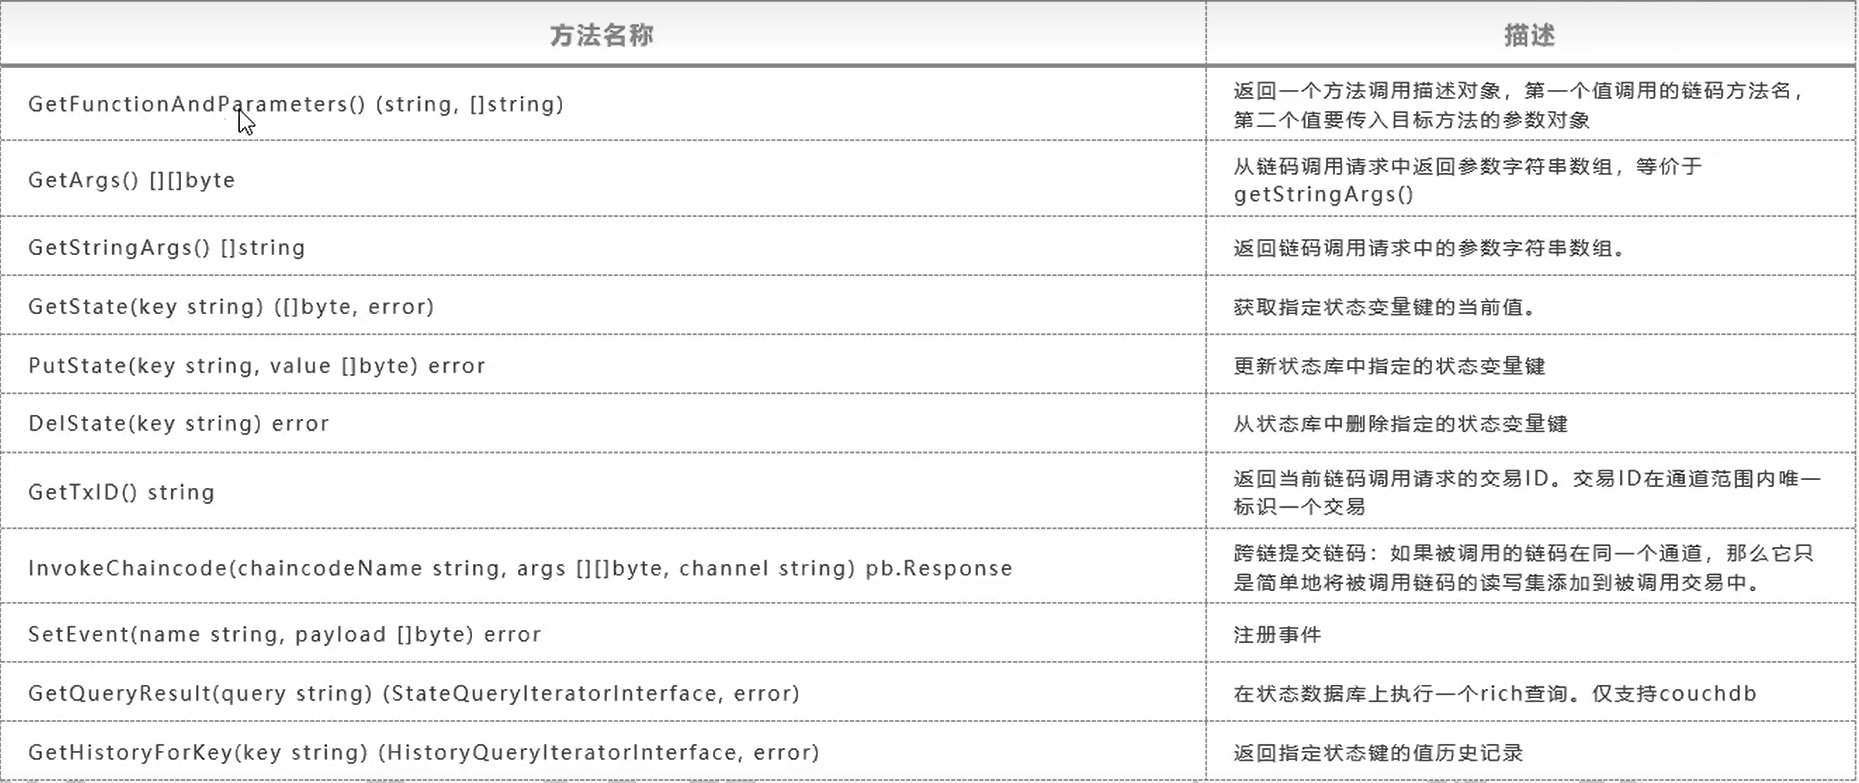 方法名称
描述
GetFunctionAndParameters() (string, []string)
返回一个方法调用描述对象，第一个值调用的链码方法名，
第二个值要传入目标方法的参数对象
GetArgs() [][]byte
从链码调用请求中返回参数字符串数组，等价于
getStringArgs()
GetStringArgs() []string
返回链码调用请求中的参数字符串数组。
GetState(key string) ([]byte, error)
获取指定状态变量键的当前值。
PutState(key string, value []byte) error
更新状态库中指定的状态变量键
DelState(key string) error
从状态库中删除指定的状态变量键
GetTxID() string
返回当前链码调用请求的交易ID。交易ID在通道范围内唯一
标识一个交易
InvokeChaincode(chaincodeName string, args [][]byte, channel string) pb.Response
跨链提交链码：如果被调用的链码在同一个通道，那么它只
是简单地将被调用链码的读写集添加到被调用交易中。
SetEvent(name string, payload []byte) error
注册事件
GetQueryResult(query string) (StateQueryIteratorInterface, error)
在状态数据库上执行一个rich查询。仅支持couchdb
GetHistoryForKey(key string) (HistoryQueryIteratorInterface, error)
返回指定状态键的值历史记录